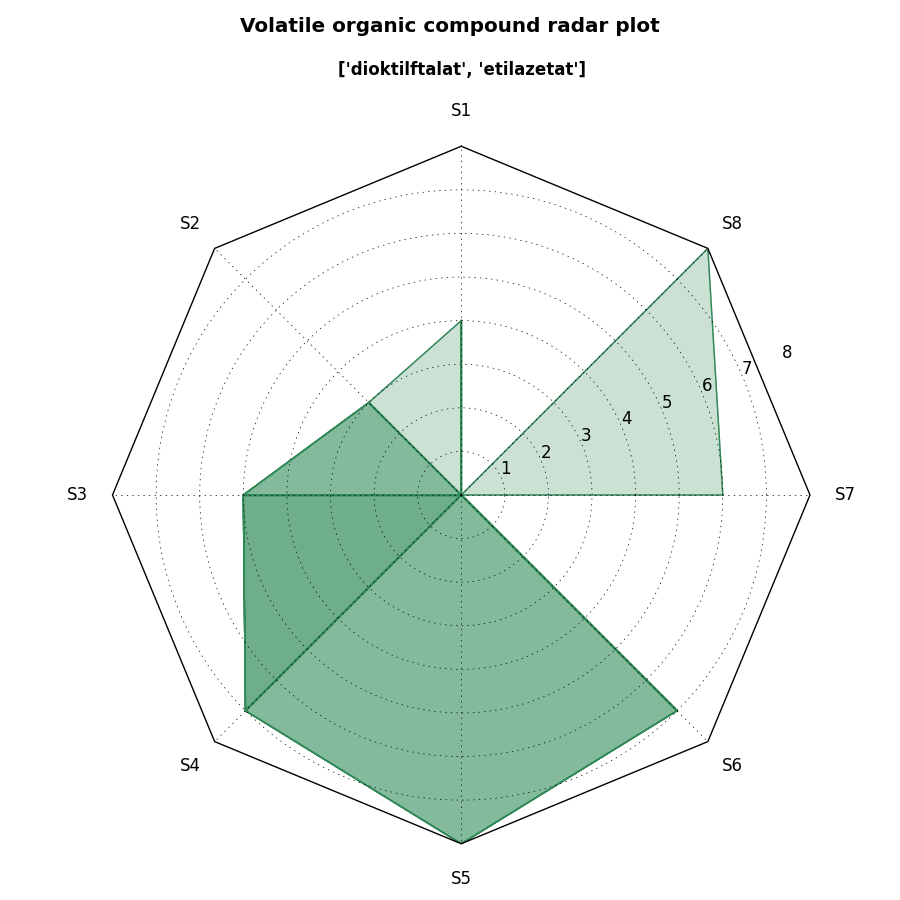 Volatile organic compound radar plot
['dioktilftalat', 'etilazetat']
S1
S2
S8
8
7
6
5
4
3
2
1
S3
S7
S4
S6
S5